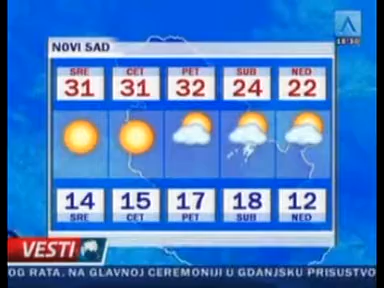 NOVI SAD
18:30
SRE ČET PET SUB NED
31 31 32 24 22
14 15 17 18 12
SRE ČET PET SUB NED
VESTI
OG RATA. NA GLAVNOJ CEREMONIJI U GDANJSKU PRISUSTVO